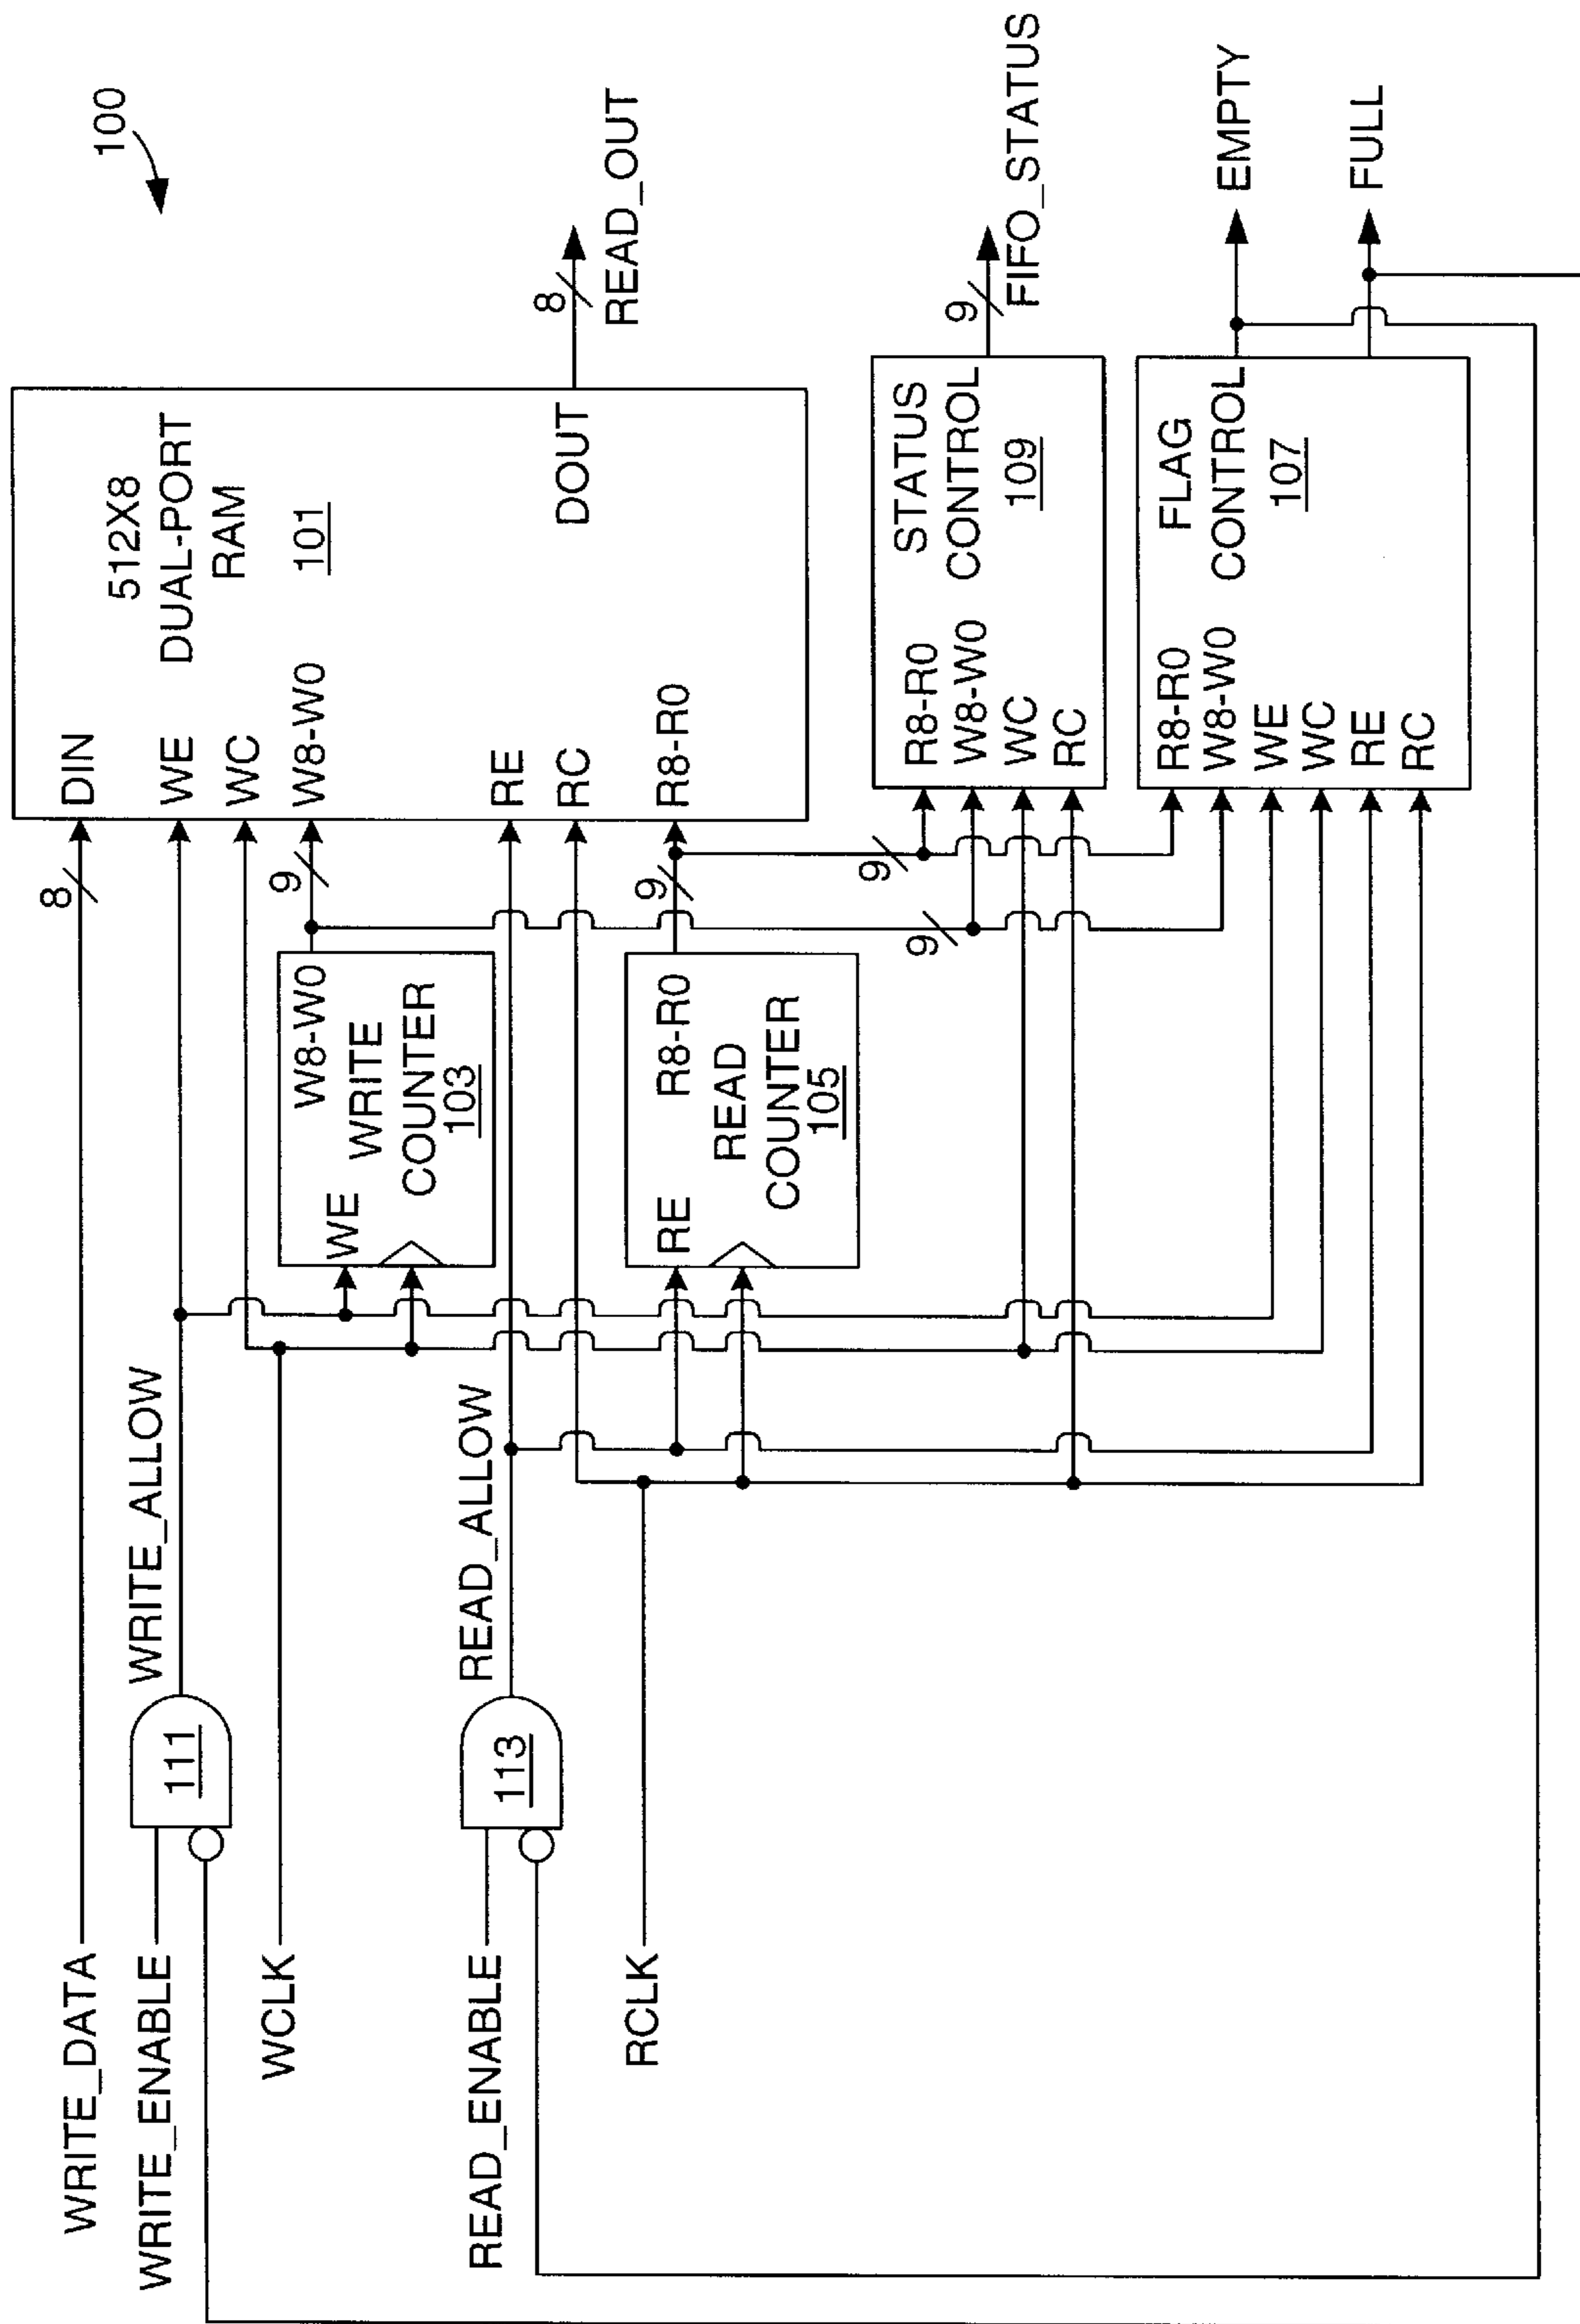 100
WRITE_DATA
8
DIN
512X8
DUAL-PORT
RAM
101
WRITE_ENABLE
111
WRITE_ALLOW
WE
WC
W8-W0
9
WCLK
WE
W8-W0
WRITE
COUNTER
103
READ_ENABLE
113
READ_ALLOW
RE
RC
R8-R0
9
DOUT
8
READ_OUT
RCLK
RE
R8-R0
READ
COUNTER
105
9
9
R8-R0
W8-W0
WC
RC
STATUS
CONTROL
109
9
FIFO_STATUS
R8-R0
W8-W0
WE
WC
RE
RC
FLAG
CONTROL
107
EMPTY
FULL